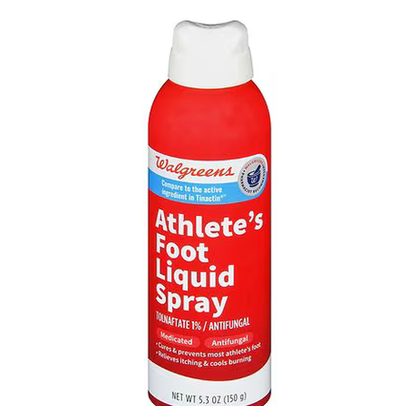 Walgreens
Compare to the active
ingredient in Tinactin®*
Athlete's
Foot
Liquid
Spray
TOLNAFTATE 1% / ANTIFUNGAL
Medicated Antifungal
• Cures & prevents most athlete's foot
• Relieves itching & cools burning
NET WT 5.3 OZ (150 g)